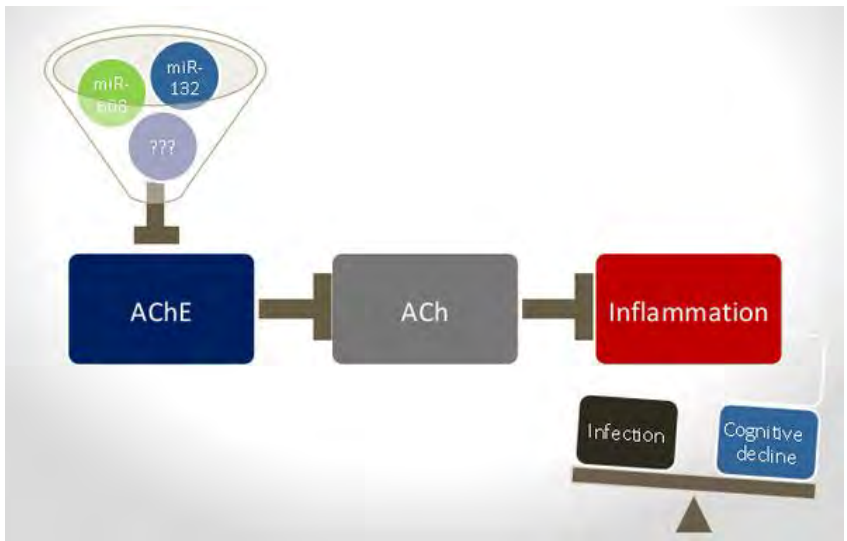 miR-
608
miR-
132
???
AChE
ACh
Inflammation
Infection
Cognitive
decline